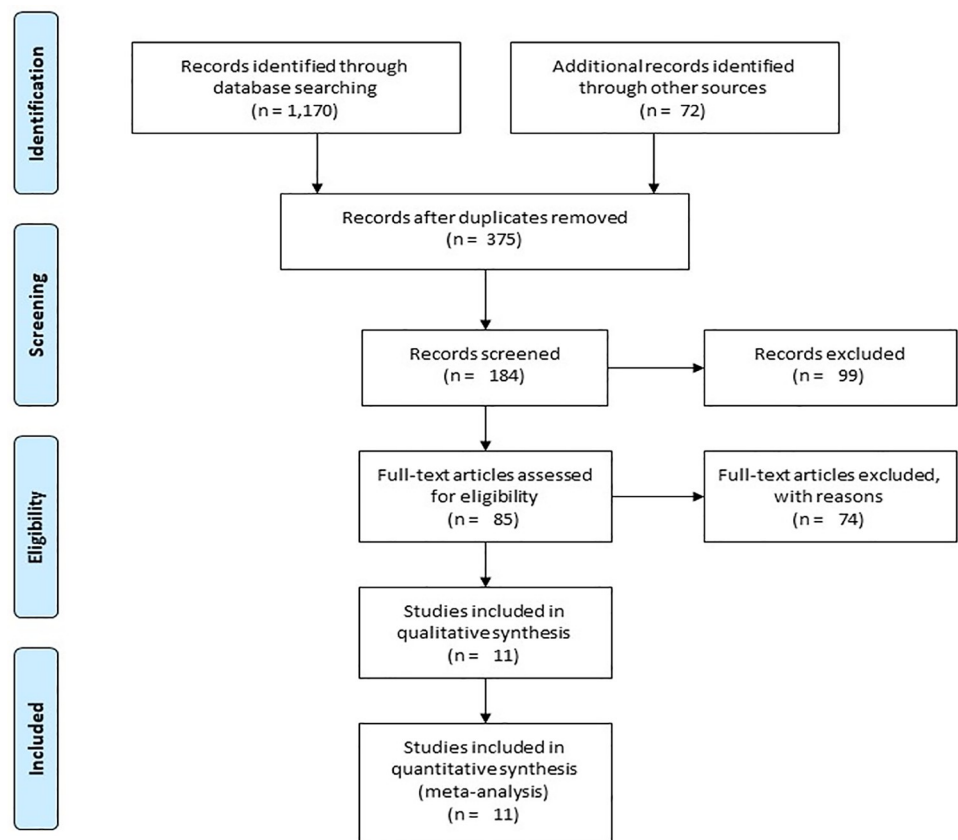 Identification
Records identified through
database searching
(n = 1,170)
Additional records identified
through other sources
(n = 72)
Screening
Records after duplicates removed
(n = 375)
Records screened
(n = 184)
Records excluded
(n = 99)
Eligibility
Full-text articles assessed
for eligibility
(n = 85)
Full-text articles excluded,
with reasons
(n = 74)
Studies included in
qualitative synthesis
(n = 11)
Included
Studies included in
quantitative synthesis
(meta-analysis)
(n = 11)